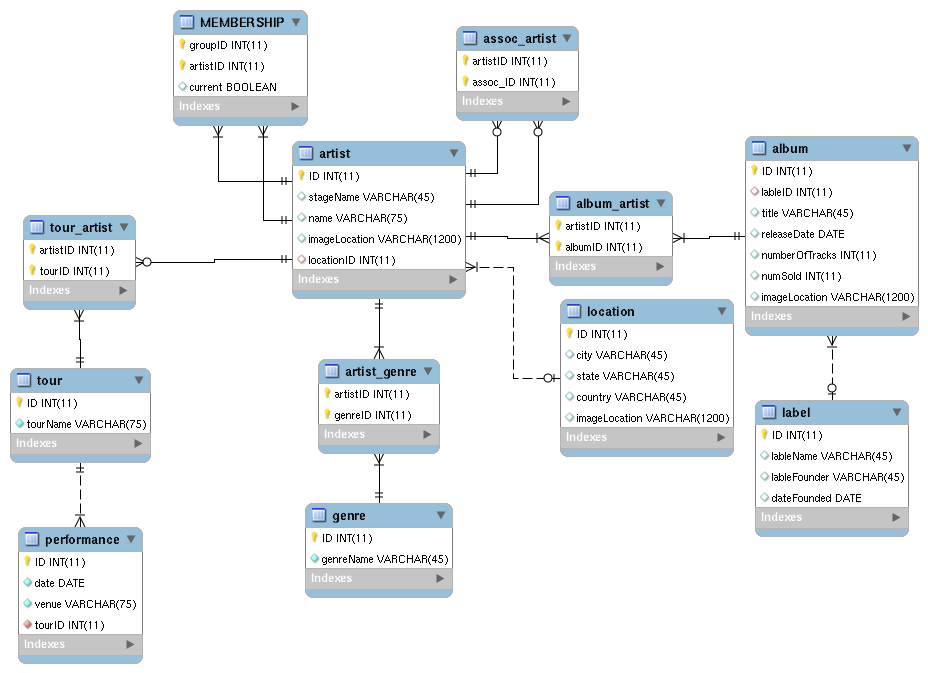 MEMBERSHIP
groupID INT(11)
artistID INT(11)
current BOOLEAN
Indexes
assoc_artist
artistID INT(11)
assoc_ID INT(11)
Indexes
artist
ID INT(11)
stageName VARCHAR(45)
name VARCHAR(75)
imageLocation VARCHAR(1200)
locationID INT(11)
Indexes
album
ID INT(11)
lableID INT(11)
title VARCHAR(45)
releaseDate DATE
numberOfTracks INT(11)
numSold INT(11)
imageLocation VARCHAR(1200)
Indexes
album_artist
artistID INT(11)
albumID INT(11)
Indexes
tour_artist
artistID INT(11)
tourID INT(11)
Indexes
location
ID INT(11)
city VARCHAR(45)
state VARCHAR(45)
country VARCHAR(45)
imageLocation VARCHAR(1200)
Indexes
tour
ID INT(11)
tourName VARCHAR(75)
Indexes
artist_genre
artistID INT(11)
genreID INT(11)
Indexes
label
ID INT(11)
lableName VARCHAR(45)
lableFounder VARCHAR(45)
dateFounded DATE
Indexes
genre
ID INT(11)
genreName VARCHAR(45)
Indexes
performance
ID INT(11)
date DATE
venue VARCHAR(75)
tourID INT(11)
Indexes